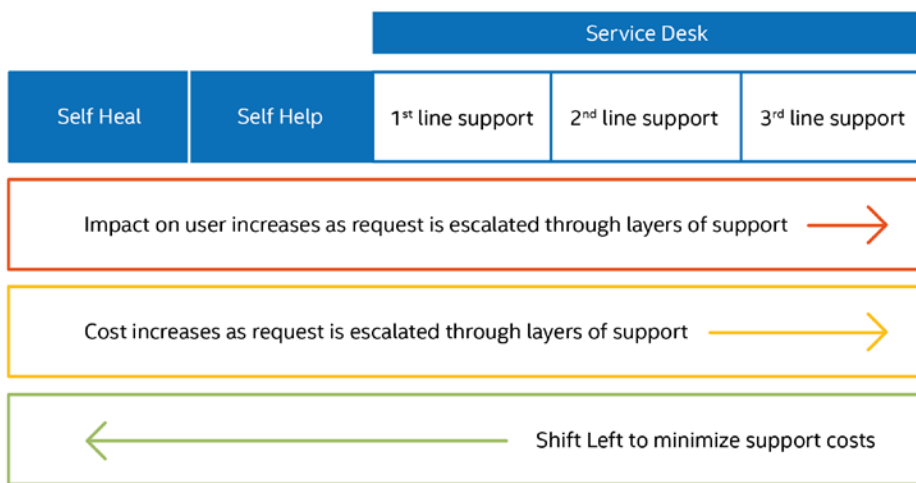 Service Desk
Self Heal
Self Help
1st line support
2nd line support
3rd line support
Impact on user increases as request is escalated through layers of support
Cost increases as request is escalated through layers of support
Shift Left to minimize support costs